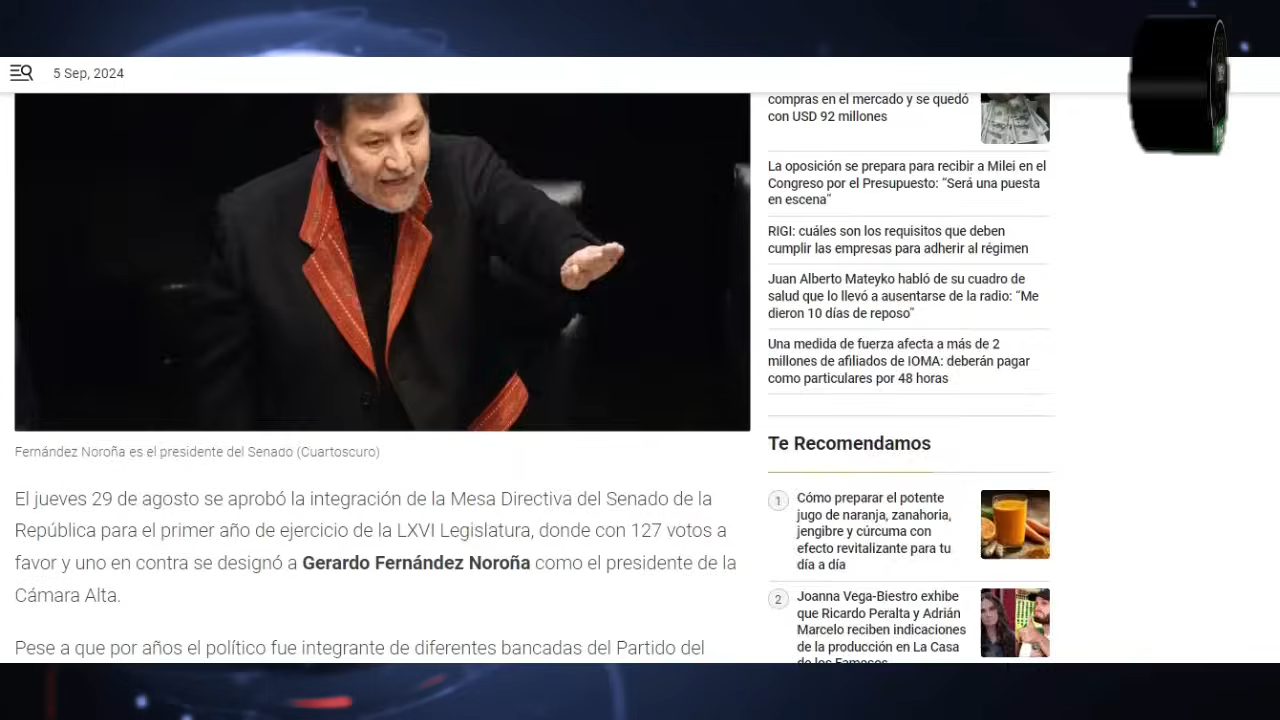 5 Sep, 2024
Fernández Noroña es el presidente del Senado (Cuartoscuro)
El jueves 29 de agosto se aprobó la integración de la Mesa Directiva del Senado de la
República para el primer año de ejercicio de la LXVI Legislatura, donde con 127 votos a
favor y uno en contra se designó a Gerardo Fernández Noroña como el presidente de la
Cámara Alta.
Pese a que por años el político fue integrante de diferentes bancadas del Partido del
compras en el mercado y se quedó
con USD 92 millones
La oposición se prepara para recibir a Milei en el
Congreso por el Presupuesto: “Será una puesta
en escena”
RIGI: cuáles son los requisitos que deben
cumplir las empresas para adherir al régimen
Juan Alberto Mateyko habló de su cuadro de
salud que lo llevó a ausentarse de la radio: “Me
dieron 10 días de reposo”
Una medida de fuerza afecta a más de 2
millones de afiliados de IOMA: deberán pagar
como particulares por 48 horas
Te Recomendamos
1
Cómo preparar el potente
jugo de naranja, zanahoria,
jengibre y cúrcuma con
efecto revitalizante para tu
día a día
2
Joanna Vega-Biestro exhibe
que Ricardo Peralta y Adrián
Marcelo reciben indicaciones
de la producción en La Casa
de los Famosos